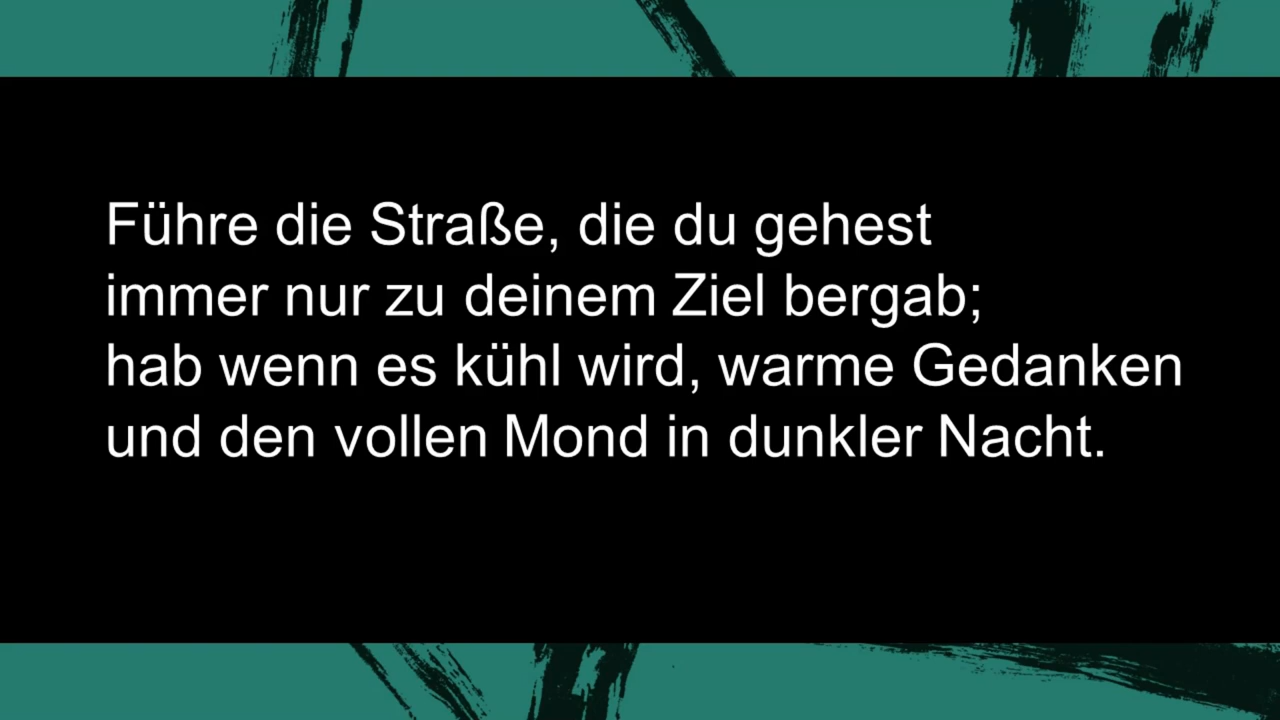 Führe die Straße, die du gehest
immer nur zu deinem Ziel bergab;
hab wenn es kühl wird, warme Gedanken
und den vollen Mond in dunkler Nacht.